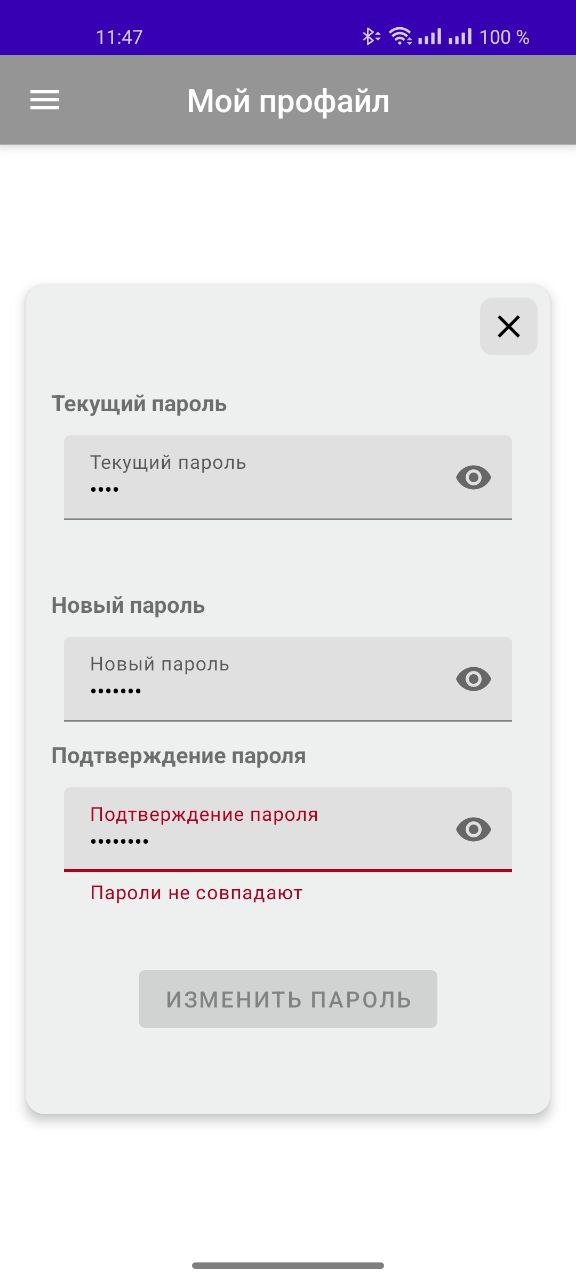 11:47 100 %
Мой профайл
Текущий пароль
Текущий пароль
••••
Новый пароль
Новый пароль
•••••••
Подтверждение пароля
Подтверждение пароля
••••••••
Пароли не совпадают
ИЗМЕНИТЬ ПАРОЛЬ